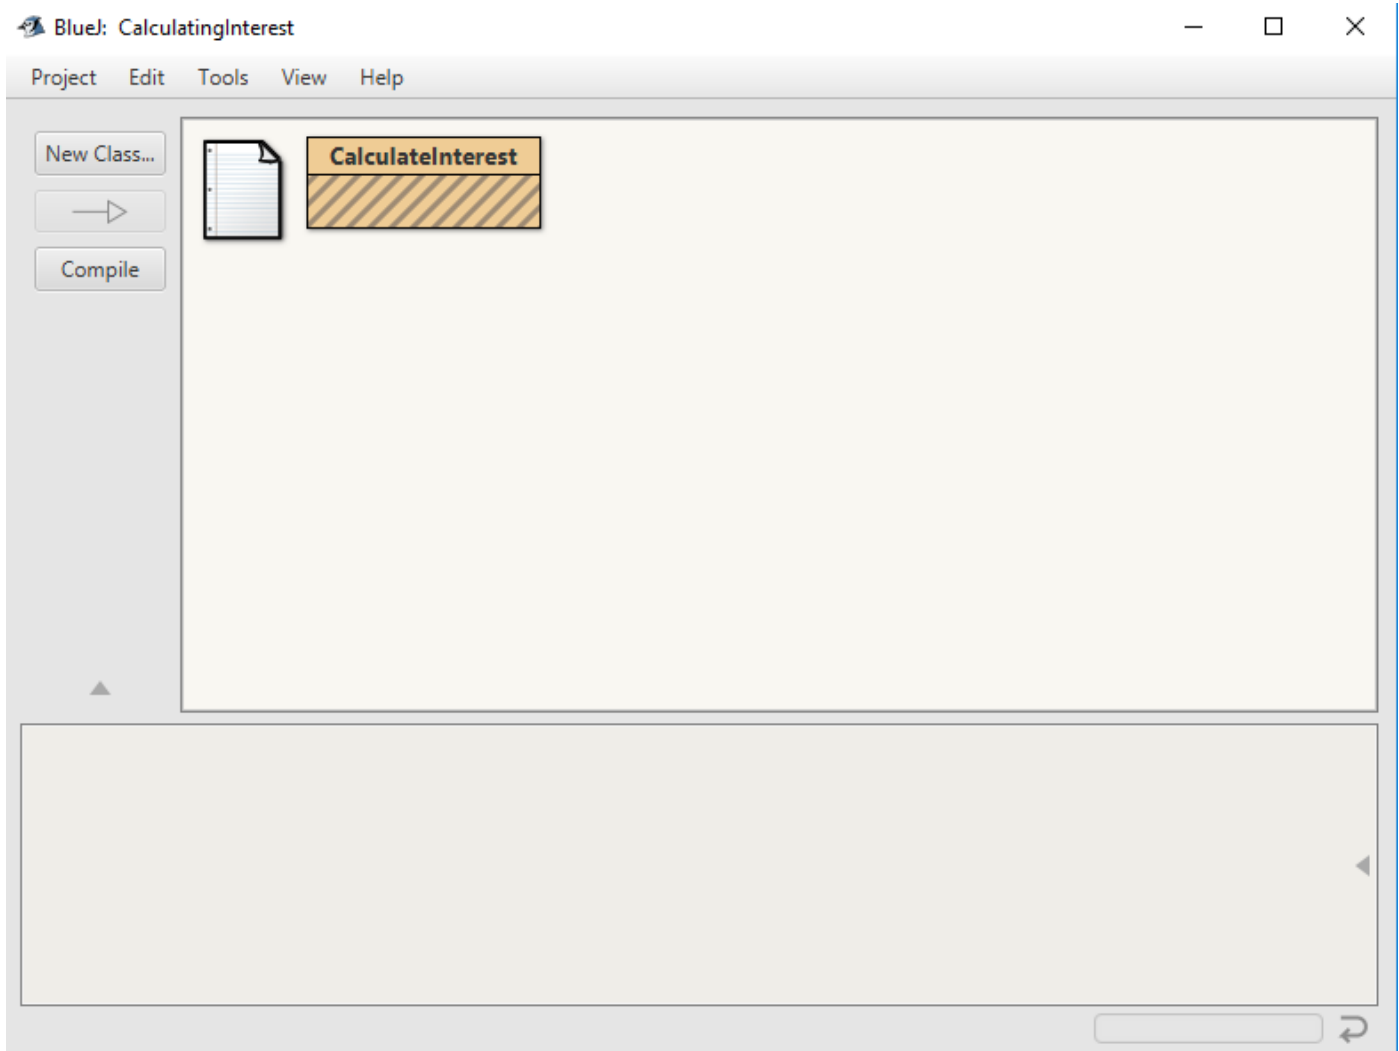 BlueJ: CalculatingInterest
Project Edit Tools View Help
New Class...
CalculateInterest
Compile